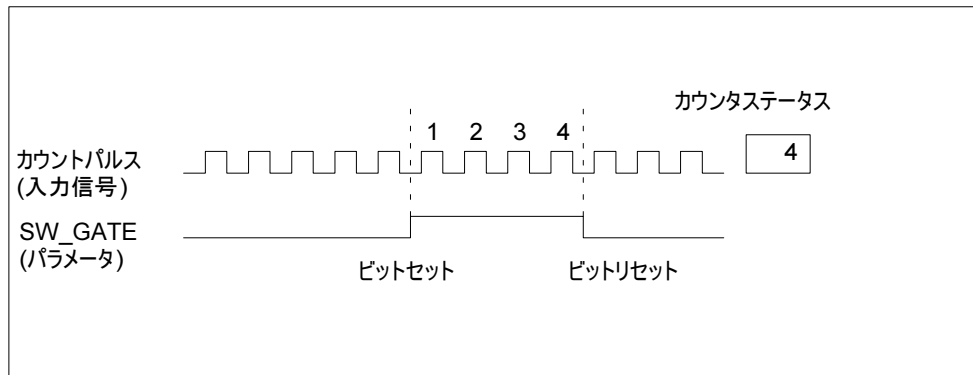 カウンタステータス
1 2 3 4
4
カウントパルス
(入力信号)
SW_GATE
(パラメータ)
ビットセット
ビットリセット